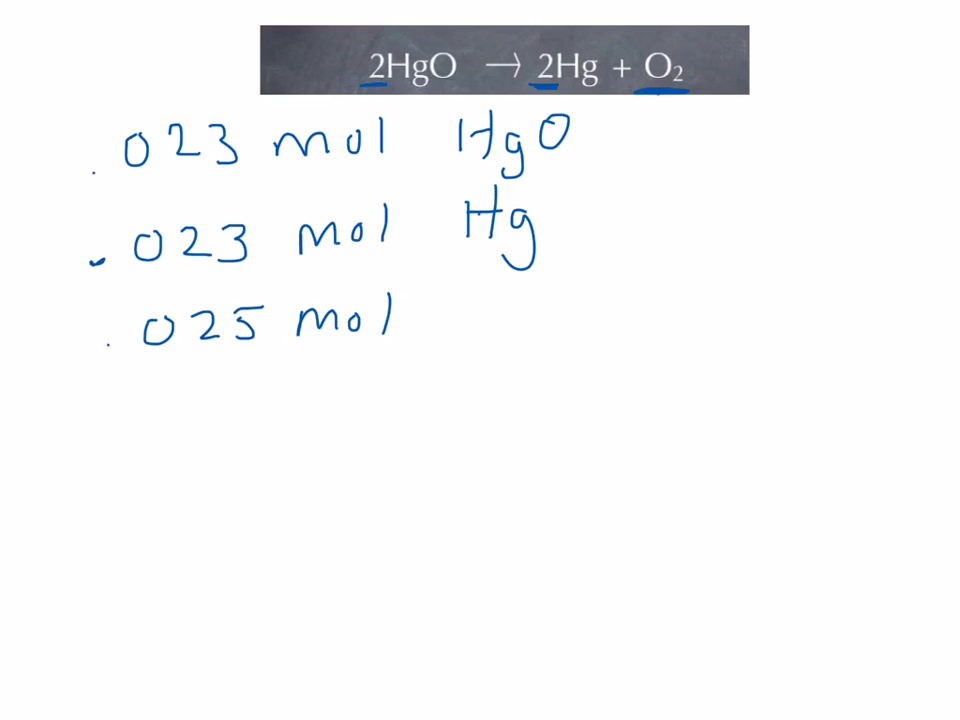 2HgO → 2Hg + O₂
.023 mol HgO
.023 mol Hg
.025 mol